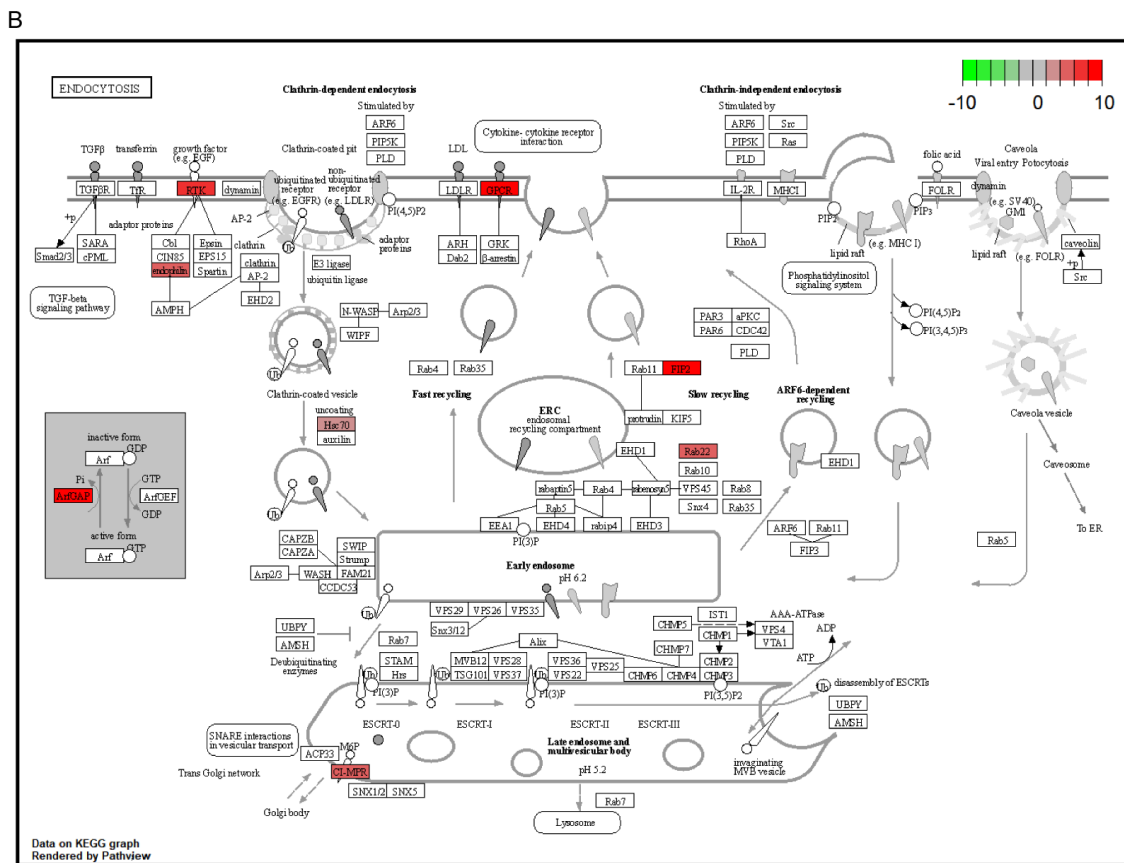 B
ENDOCYTOSIS
-10 0 10
Clathrin-dependent endocytosis
Stimulated by
ARF6
PIP5K
PLD
Cytokine- cytokine receptor
interaction
Clathrin-independent endocytosis
Stimulated by
ARF6 Src
PIP5K Ras
PLD
TGFβ transferrin growth factor
(e.g. EGF)
Clathrin-coated pit
LDL
folic acid
Caveola
Viral entry Potocytosis
TGFβR TfR RTK dynamin
ubiquitinated
receptor
(e.g. EGFR)
non-
ubiquitinated
receptor
(e.g. LDLR)
PI(4,5)P2
LDLR GPCR
IL-2R MHCI
PIP2
PIP3
FOLR
dynamin
(e.g. SV40)
GM1
+p
adaptor proteins
AP-2
clathrin
Ub
adaptor
proteins
Smad2/3
SARA
cPML
Cbl
CIN85
endophilin
Epsin
EPS15
Spartin
AMPH
clathrin
AP-2
EHD2
E3 ligase
ubiquitin ligase
ARH
Dab2
GRK
β-arrestin
RhoA
lipid raft
(e.g. MHC I)
lipid raft
(e.g. FOLR)
caveolin
+p
Src
TGF-beta
signaling pathway
Phosphatidylinositol
signaling system
N-WASP Arp2/3
WIPF
PI(4,5)P2
PI(3,4,5)P3
PAR3 aPKC
PAR6 CDC42
PLD
Ub
Clathrin-coated vesicle
Rab4 Rab35
Fast recycling
Rab11 FIP2
Slow recycling
protrudin KIF5
ARF6-dependent
recycling
Caveola vesicle
uncoating
Hsc70
auxilin
ERC
endosomal
recycling compartment
EHD1
Rab22
Rab10
VPS45
Snx4
Rab8
Rab35
EHD1
Caveosome
To ER
inactive form
GDP
Arf
Pi
GTP
ArfGAP
ArfGEF
GDP
active form
GTP
Arf
Ub
rabaptin5 Rab4 rabenosyn5
Rab5
EEA1 EHD4 rabip4 EHD3
PI(3)P
ARF6 Rab11
FIP3
Rab5
CAPZB
CAPZA
SWIP
Strump
Arp2/3 WASH FAM21
CCDC53
Early endosome
pH 6.2
Ub
VPS29 VPS26 VPS35
Snx3/12
UBPY
AMSH
Deubiquitinating
enzymes
Rab7
Alix
IST1
CHMP5
CHMP1
CHMP7
AAA-ATPase
VPS4
VTA1
ADP
ATP
STAM
Hrs
Ub
PI(3)P
MVB12 VPS28
TSG101 VPS37
Ub
VPS36
VPS22
VPS25
Ub
PI(3)P
CHMP6 CHMP4
CHMP2
CHMP3
PI(3,5)P2
Ub
disassembly of ESCRTs
UBPY
AMSH
ESCRT-0 ESCRT-I ESCRT-II ESCRT-III
SNARE interactions
in vesicular transport
ACP33
M6P
CI-MPR
Late endosome and
multivesicular body
pH 5.2
invaginating
MVB vesicle
Trans Golgi network
SNX1/2 SNX5
Golgi body
Rab7
Lysosome
Data on KEGG graph
Rendered by Pathview